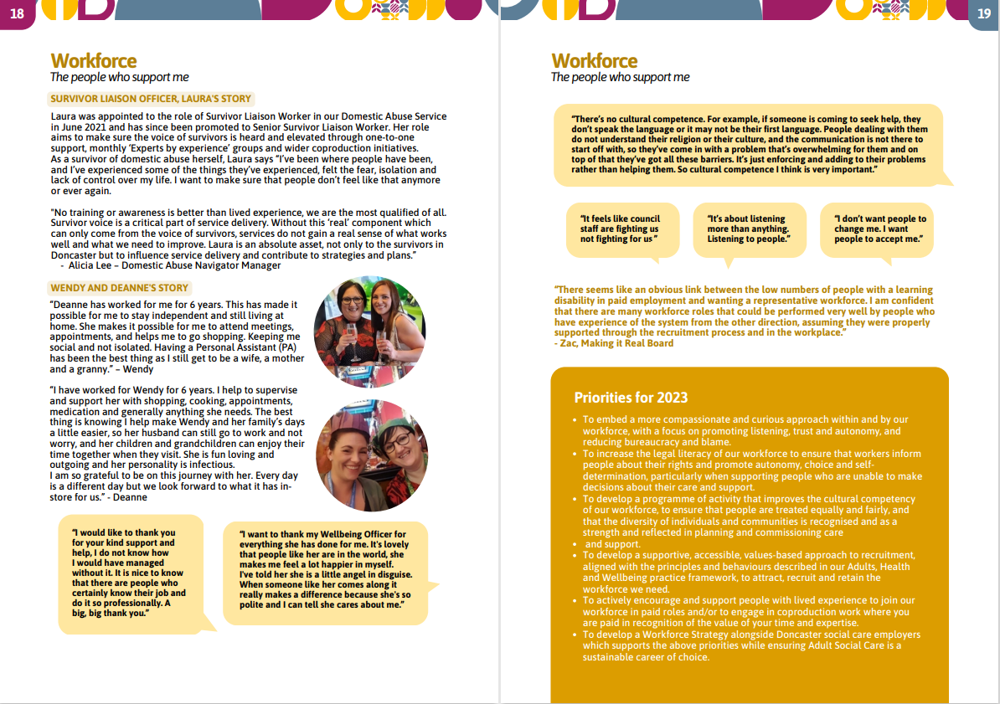 18
Workforce
The people who support me
SURVIVOR LIAISON OFFICER, LAURA'S STORY
Laura was appointed to the role of Survivor Liaison Worker in our Domestic Abuse Service
in June 2021 and has since been promoted to Senior Survivor Liaison Worker. Her role
aims to make sure the voice of survivors is heard and elevated through one-to-one
support, monthly ‘Experts by experience’ groups and wider coproduction initiatives.
As a survivor of domestic abuse herself, Laura says “I’ve been where people have been,
and I’ve experienced some of the things they’ve experienced, felt the fear, isolation and
lack of control over my life. I want to make sure that people don’t feel like that anymore
or ever again.
"No training or awareness is better than lived experience, we are the most qualified of all.
Survivor voice is a critical part of service delivery. Without this ‘real’ component which
can only come from the voice of survivors, services do not gain a real sense of what works
well and what we need to improve. Laura is an absolute asset, not only to the survivors in
Doncaster but to influence service delivery and contribute to strategies and plans.”
- Alicia Lee – Domestic Abuse Navigator Manager
WENDY AND DEANNE'S STORY
“Deanne has worked for me for 6 years. This has made it
possible for me to stay independent and still living at
home. She makes it possible for me to attend meetings,
appointments, and helps me to go shopping. Keeping me
social and not isolated. Having a Personal Assistant (PA)
has been the best thing as I still get to be a wife, a mother
and a granny.” – Wendy
“I have worked for Wendy for 6 years. I help to supervise
and support her with shopping, cooking, appointments,
medication and generally anything she needs. The best
thing is knowing I help make Wendy and her family’s days
a little easier, so her husband can still go to work and not
worry, and her children and grandchildren can enjoy their
time together when they visit. She is fun loving and
outgoing and her personality is infectious.
I am so grateful to be on this journey with her. Every day
is a different day but we look forward to what it has in-
store for us.” - Deanne
“I would like to thank you
for your kind support and
help, I do not know how
I would have managed
without it. It is nice to know
that there are people who
certainly know their job and
do it so professionally. A
big, big thank you.”
“I want to thank my Wellbeing Officer for
everything she has done for me. It's lovely
that people like her are in the world, she
makes me feel a lot happier in myself.
I've told her she is a little angel in disguise.
When someone like her comes along it
really makes a difference because she's so
polite and I can tell she cares about me.”
19
Workforce
The people who support me
“There’s no cultural competence. For example, if someone is coming to seek help, they
don’t speak the language or it may not be their first language. People dealing with them
do not understand their religion or their culture, and the communication is not there to
start off with, so they’ve come in with a problem that’s overwhelming for them and on
top of that they’ve got all these barriers. It’s just enforcing and adding to their problems
rather than helping them. So cultural competence I think is very important.”
“It feels like council
staff are fighting us
not fighting for us ”
“It’s about listening
more than anything.
Listening to people.”
“I don’t want people to
change me. I want
people to accept me.”
“There seems like an obvious link between the low numbers of people with a learning
disability in paid employment and wanting a representative workforce. I am confident
that there are many workforce roles that could be performed very well by people who
have experience of the system from the other direction, assuming they were properly
supported through the recruitment process and in the workplace.”
- Zac, Making it Real Board
Priorities for 2023
• To embed a more compassionate and curious approach within and by our
workforce, with a focus on promoting listening, trust and autonomy, and
reducing bureaucracy and blame.
• To increase the legal literacy of our workforce to ensure that workers inform
people about their rights and promote autonomy, choice and self-
determination, particularly when supporting people who are unable to make
decisions about their care and support.
• To develop a programme of activity that improves the cultural competency
of our workforce, to ensure that people are treated equally and fairly, and
that the diversity of individuals and communities is recognised and as a
strength and reflected in planning and commissioning care
• and support.
• To develop a supportive, accessible, values-based approach to recruitment,
aligned with the principles and behaviours described in our Adults, Health
and Wellbeing practice framework, to attract, recruit and retain the
workforce we need.
• To actively encourage and support people with lived experience to join our
workforce in paid roles and/or to engage in coproduction work where you
are paid in recognition of the value of your time and expertise.
• To develop a Workforce Strategy alongside Doncaster social care employers
which supports the above priorities while ensuring Adult Social Care is a
sustainable career of choice.